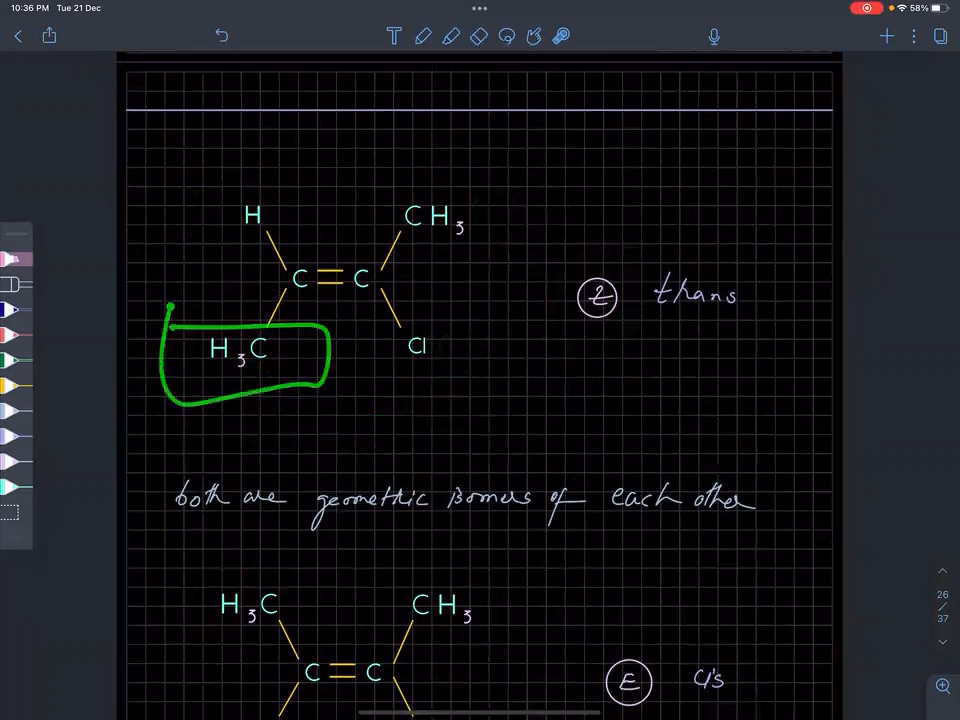 10:36 PM Tue 21 Dec
58%
H CH3
C = C
H3C Cl
Z trans
both are geometric isomers of each other
H3C CH3
C = C
E cis
26
/
37